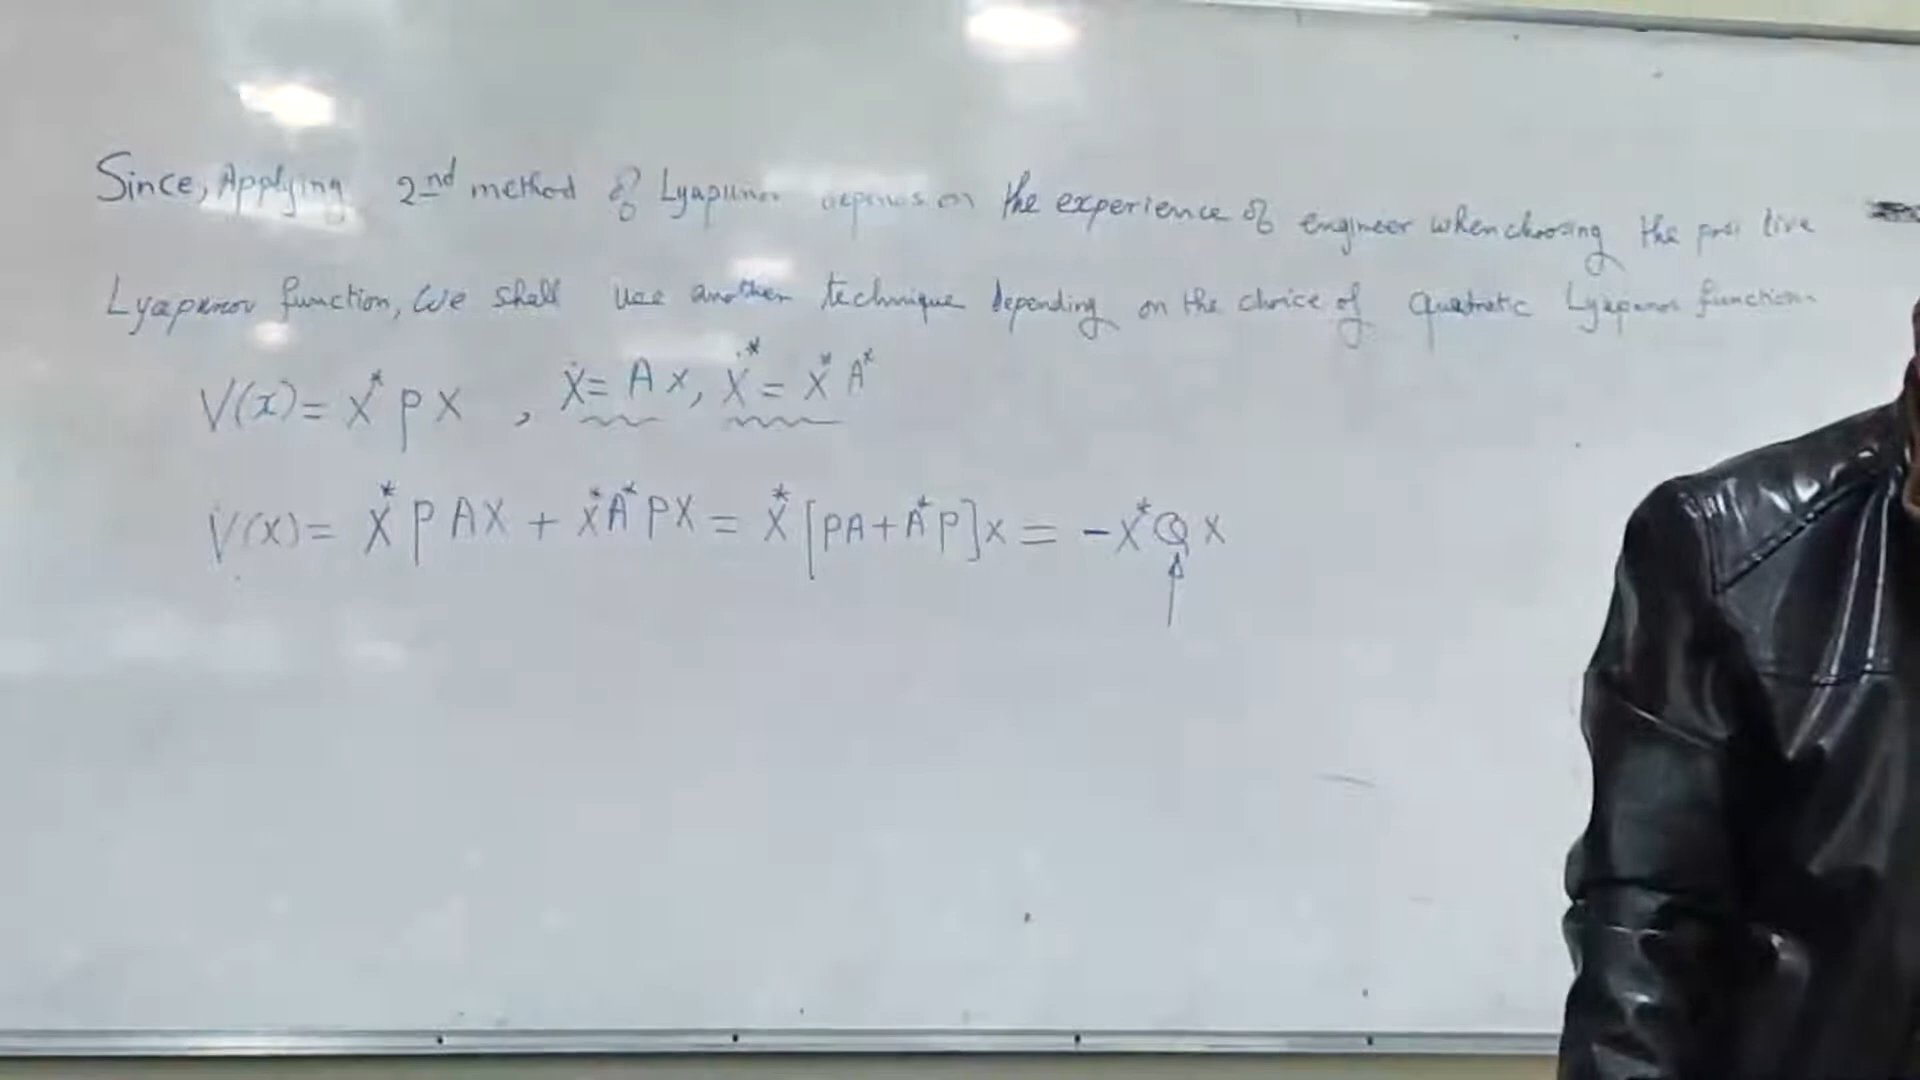 Since, Applying 2nd method of Lyapunov depends on the experience of engineer when choosing the positive
Lyapunov function, We shall use another technique depending on the choice of Quadratic Lyapunov function.
V(x) = X* P X , Ẋ = A X, Ẋ* = X* A*
V̇(x) = X* P A X + X* A* P X = X* [PA + A* P] X = -X* Q X